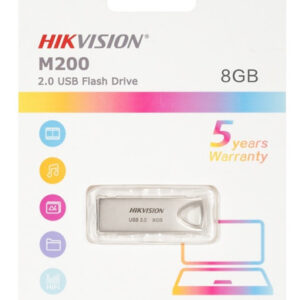 HIKVISION
M200
2.0 USB Flash Drive
8GB
5 years
Warranty
HIKVISION
USB 2.0 8GB